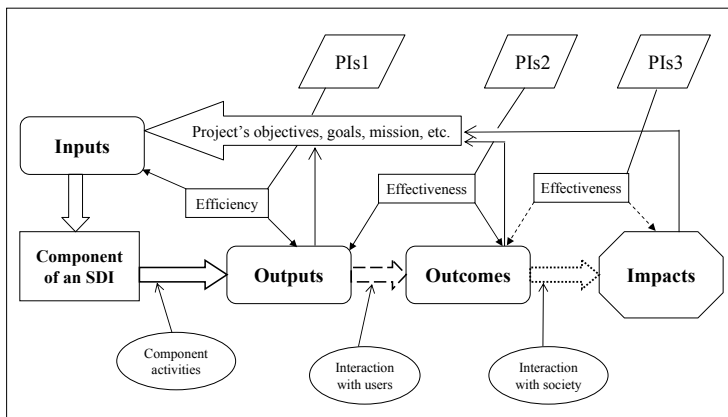 PIs1
PIs2
PIs3
Project's objectives, goals, mission, etc.
Inputs
Efficiency
Effectiveness
Effectiveness
Component
of an SDI
Outputs
Outcomes
Impacts
Component
activities
Interaction
with users
Interaction
with society